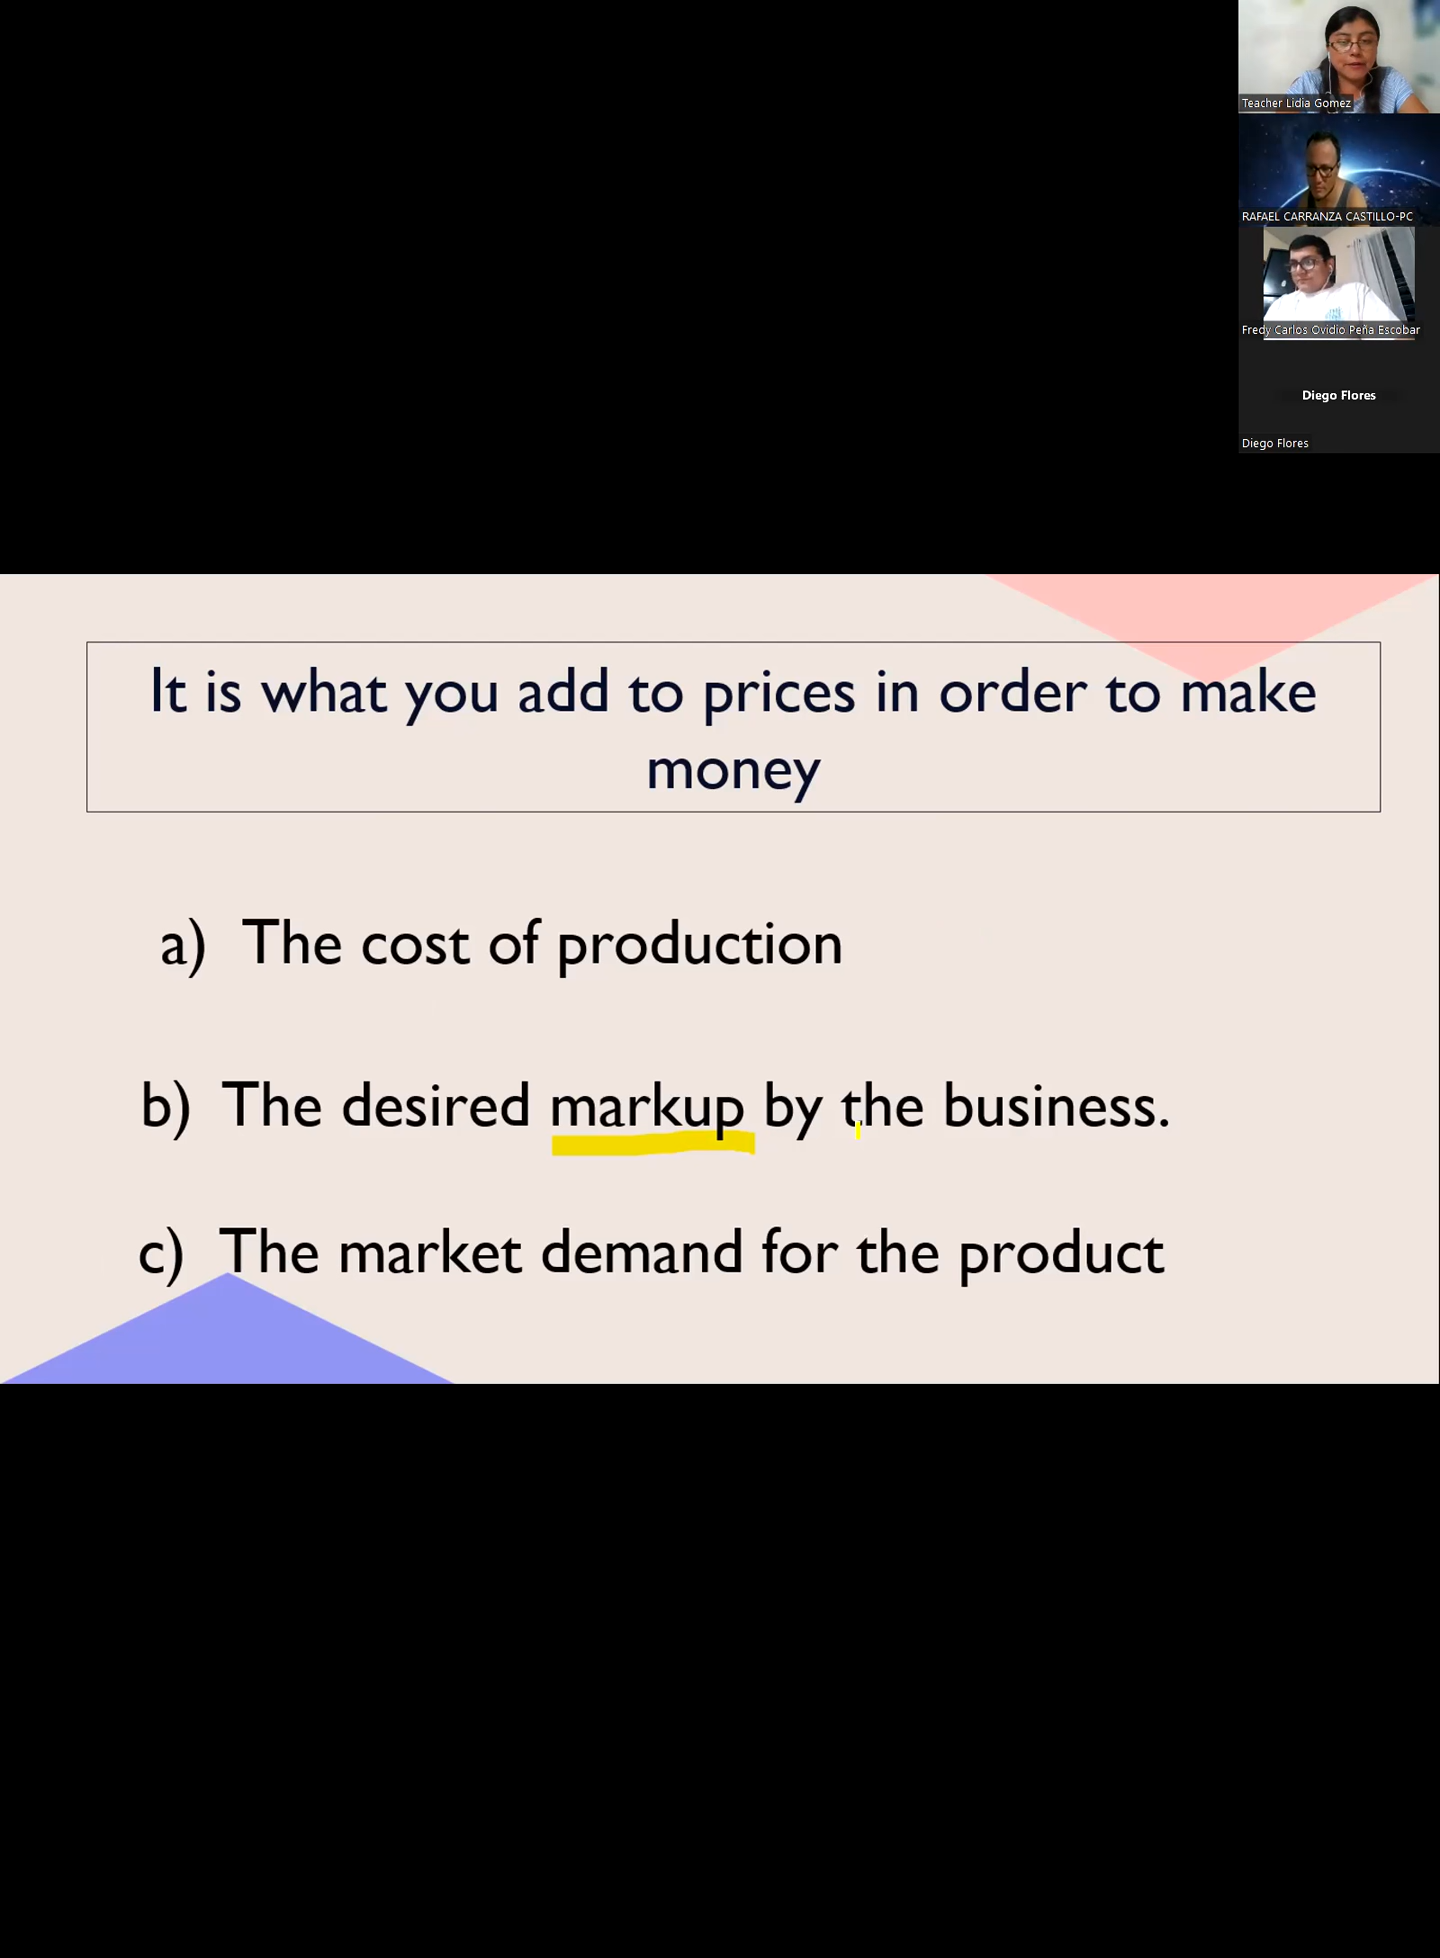 Teacher Lidia Gomez
RAFAEL CARRANZA CASTILLO-PC
Fredy Carlos Ovidio Peña Escobar
Diego Flores
Diego Flores
It is what you add to prices in order to make
money
a) The cost of production
b) The desired markup by the business.
c) The market demand for the product